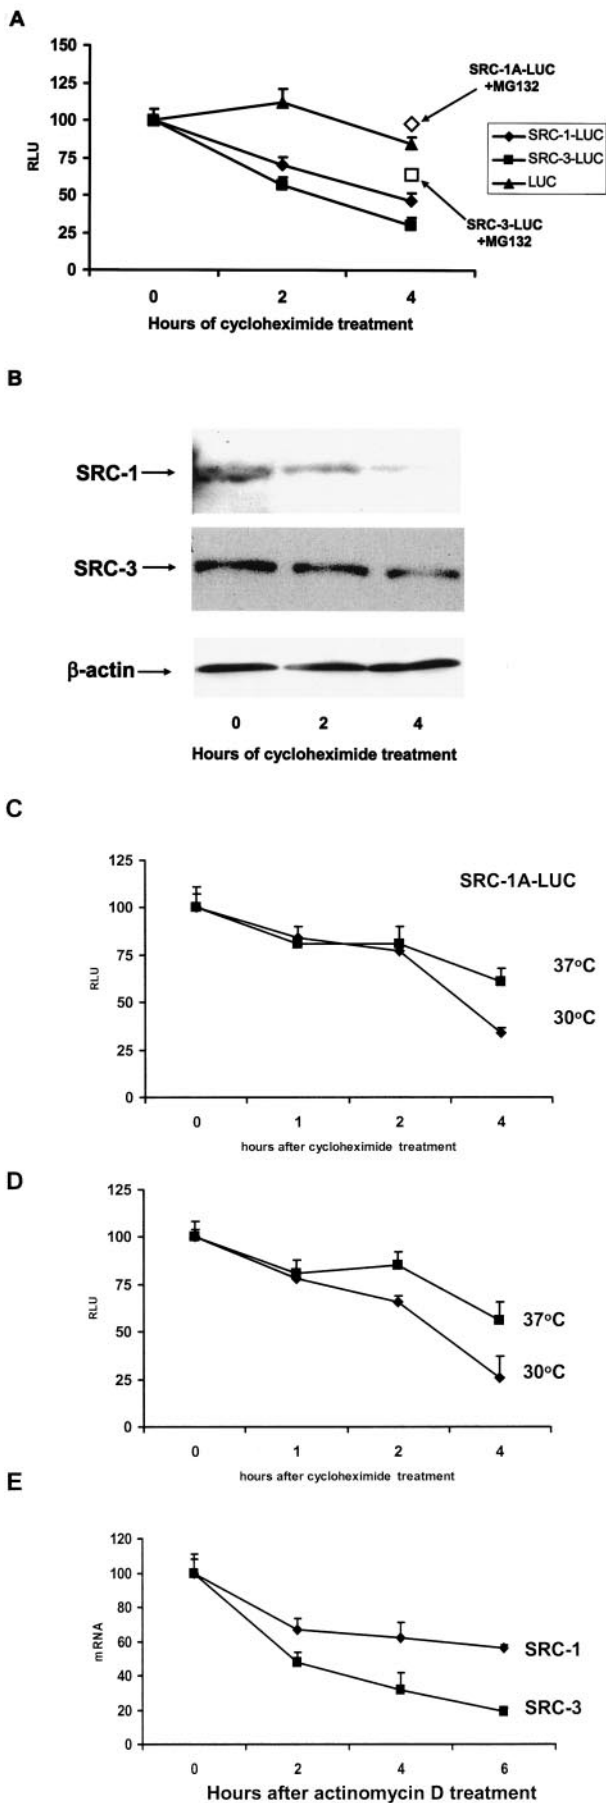 A
150
125
100
75
50
25
0
RLU
0 2 4
Hours of cycloheximide treatment
SRC-1A-LUC
+MG132
SRC-1-LUC
SRC-3-LUC
LUC
SRC-3-LUC
+MG132
B
SRC-1
SRC-3
β-actin
0 2 4
Hours of cycloheximide treatment
C
125
100
75
50
25
0
RLU
SRC-1A-LUC
37°C
30°C
0 1 2 4
hours after cycloheximide treatment
D
125
100
75
50
25
0
RLU
37°C
30°C
0 1 2 4
hours after cycloheximide treatment
E
120
100
80
60
40
20
0
mRNA
SRC-1
SRC-3
0 2 4 6
Hours after actinomycin D treatment